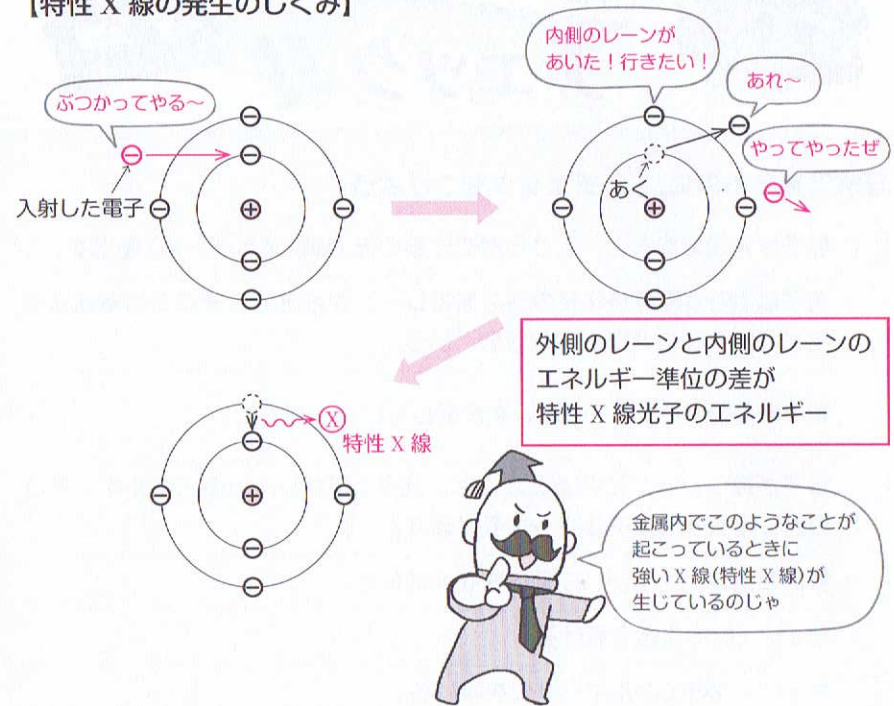 【特性 X 線の発生のしくみ】
ぶつかってやる〜
入射した電子
内側のレーンが
あいた！行きたい！
あれ〜
やってやったぜ
あ
外側のレーンと内側のレーンの
エネルギー準位の差が
特性 X 線光子のエネルギー
X
特性 X 線
金属内でこのようなことが
起こっているときに
強い X 線(特性 X 線)が
生じているのじゃ